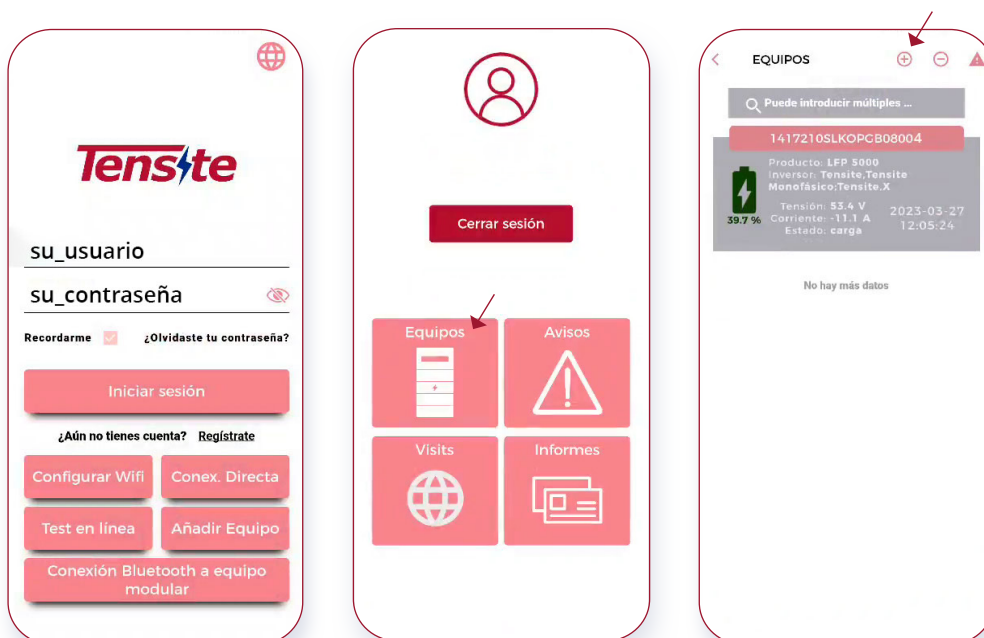 Tensite
su_usuario
su_contraseña
Recordarme ¿Olvidaste tu contraseña?
Iniciar sesión
¿Aún no tienes cuenta? Regístrate
Configurar Wifi Conex. Directa
Test en línea Añadir Equipo
Conexión Bluetooth a equipo
modular
Cerrar sesión
Equipos Avisos
Visits Informes
EQUIPOS
Puede introducir múltiples ...
1417210SLKOPCB08004
Producto: LFP 5000
Inversor: Tensite,Tensite
Monofásico;Tensite.X
Tensión: 53.4 V
Corriente: -11.1 A
Estado: carga
39.7 %
2023-03-27
12:05:24
No hay más datos